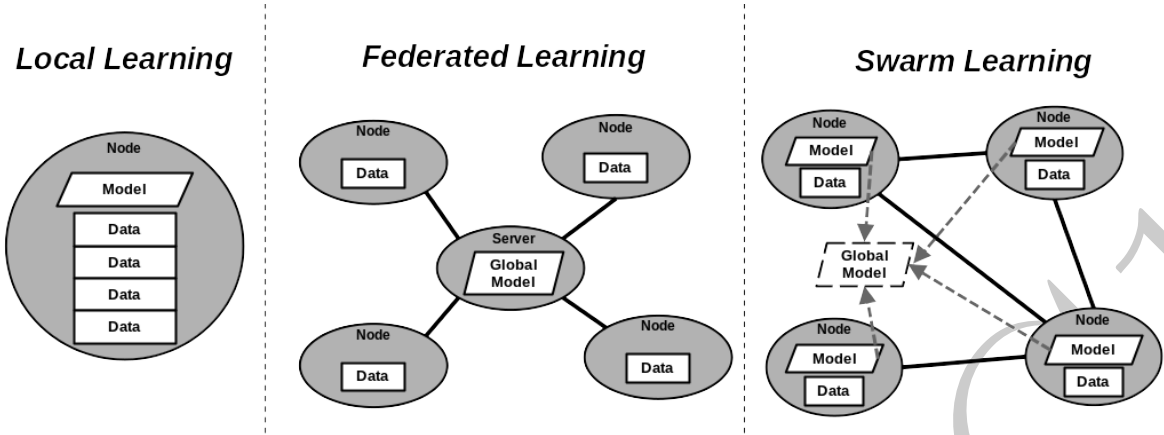 Local Learning
Node
Model
Data
Data
Data
Data
Federated Learning
Node
Data
Node
Data
Server
Global
Model
Node
Data
Node
Data
Swarm Learning
Node
Model
Data
Node
Model
Data
Global
Model
Node
Model
Data
Node
Model
Data